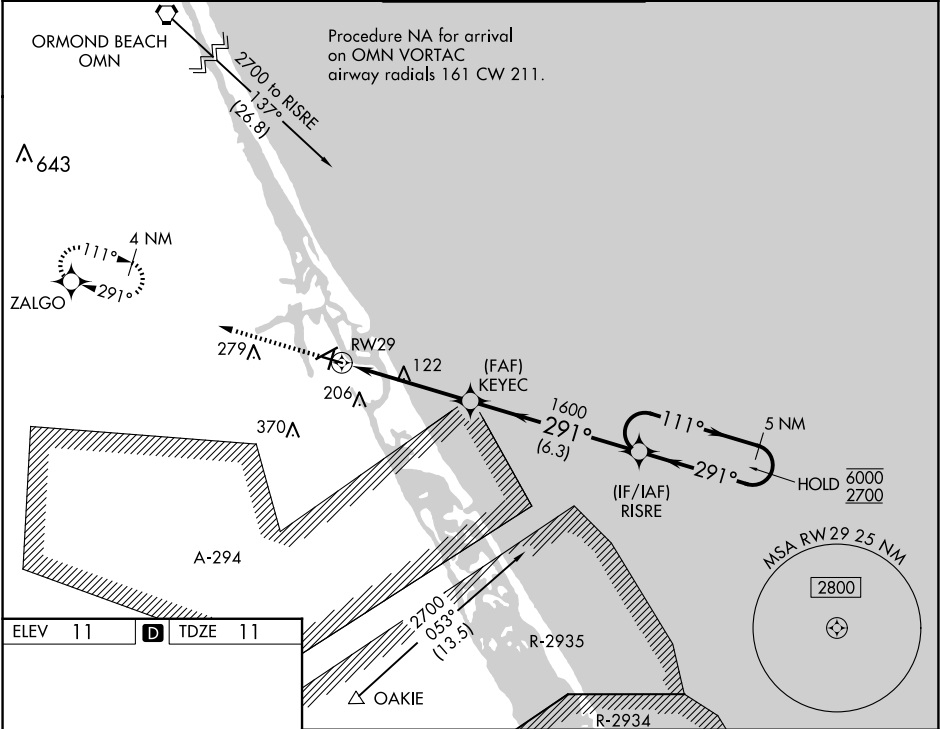 ORMOND BEACH
OMN
Procedure NA for arrival
on OMN VORTAC
airway radials 161 CW 211.
2700 to RISRE
137°
(26.8)
643
4 NM
111°
291°
ZALGO
279
RW29
122
206
370
(FAF)
KEYEC
1600
291°
(6.3)
111°
5 NM
291°
HOLD 6000
2700
(IF/IAF)
RISRE
A-294
MSA RW29 25 NM
2800
2700
053°
(13.5)
R-2935
OAKIE
R-2934
ELEV 11 D TDZE 11